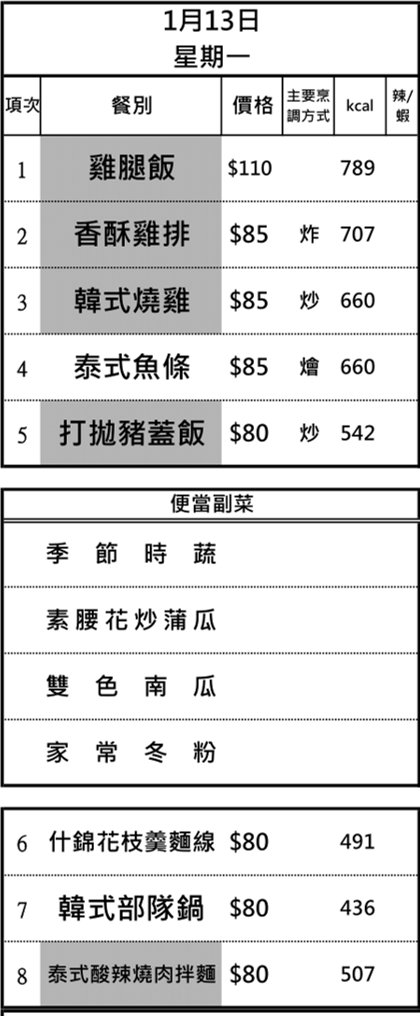 1月13日
星期一
項次 餐別 價格 主要烹調方式 kcal 辣/蝦
1 雞腿飯 $110 789
2 香酥雞排 $85 炸 707
3 韓式燒雞 $85 炒 660
4 泰式魚條 $85 燴 660
5 打拋豬蓋飯 $80 炒 542
便當副菜
季節時蔬
素腰花炒蒲瓜
雙色南瓜
家常冬粉
6 什錦花枝羹麵線 $80 491
7 韓式部隊鍋 $80 436
8 泰式酸辣燒肉拌麵 $80 507